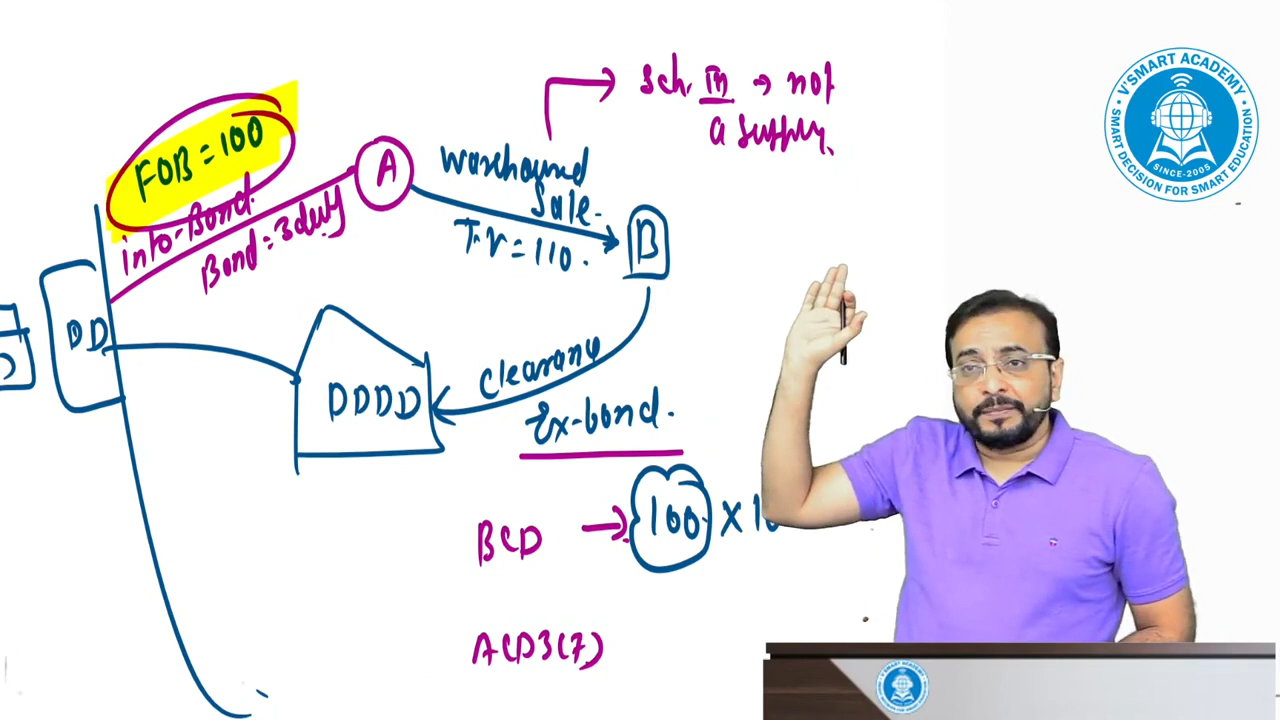 Sch. III → not
a supply.
FOB = 100
into-Bond.
Bond = 3duty
A
Warehoused
Sale.
T.V = 110.
B
DD
DDDD
Clearance
Ex-bond.
BCD → 100 X 10
ACD3(7)
V'SMART ACADEMY
SINCE-2005
SMART DECISION FOR SMART EDUCATION